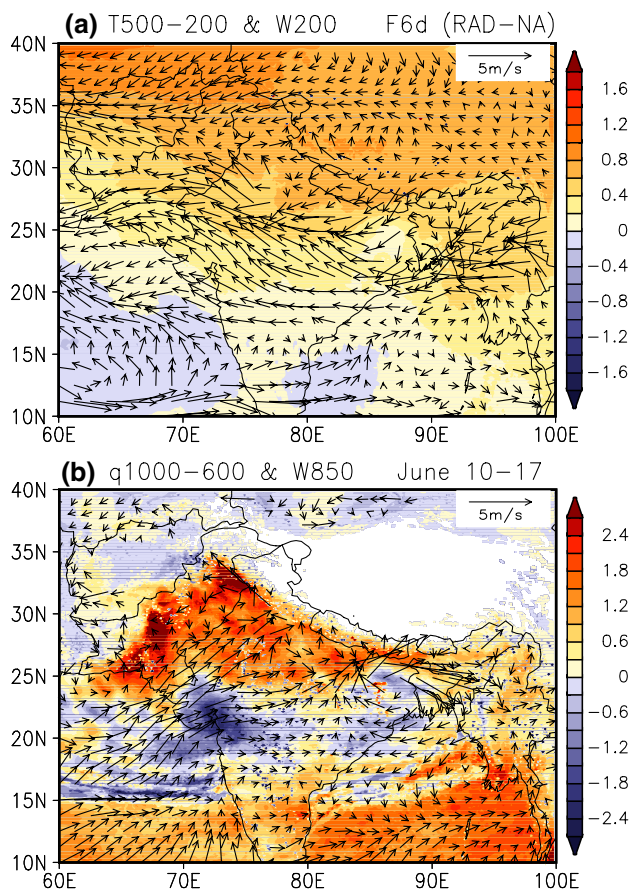 (a) T500-200 & W200 F6d (RAD-NA)
40N
5m/s
1.6
35N
1.2
30N
0.8
0.4
25N
0
-0.4
20N
-0.8
15N
-1.2
-1.6
10N
60E 70E 80E 90E 100E
(b) q1000-600 & W850 June 10-17
40N
5m/s
2.4
35N
1.8
30N
1.2
0.6
25N
0
-0.6
20N
-1.2
15N
-1.8
-2.4
10N
60E 70E 80E 90E 100E